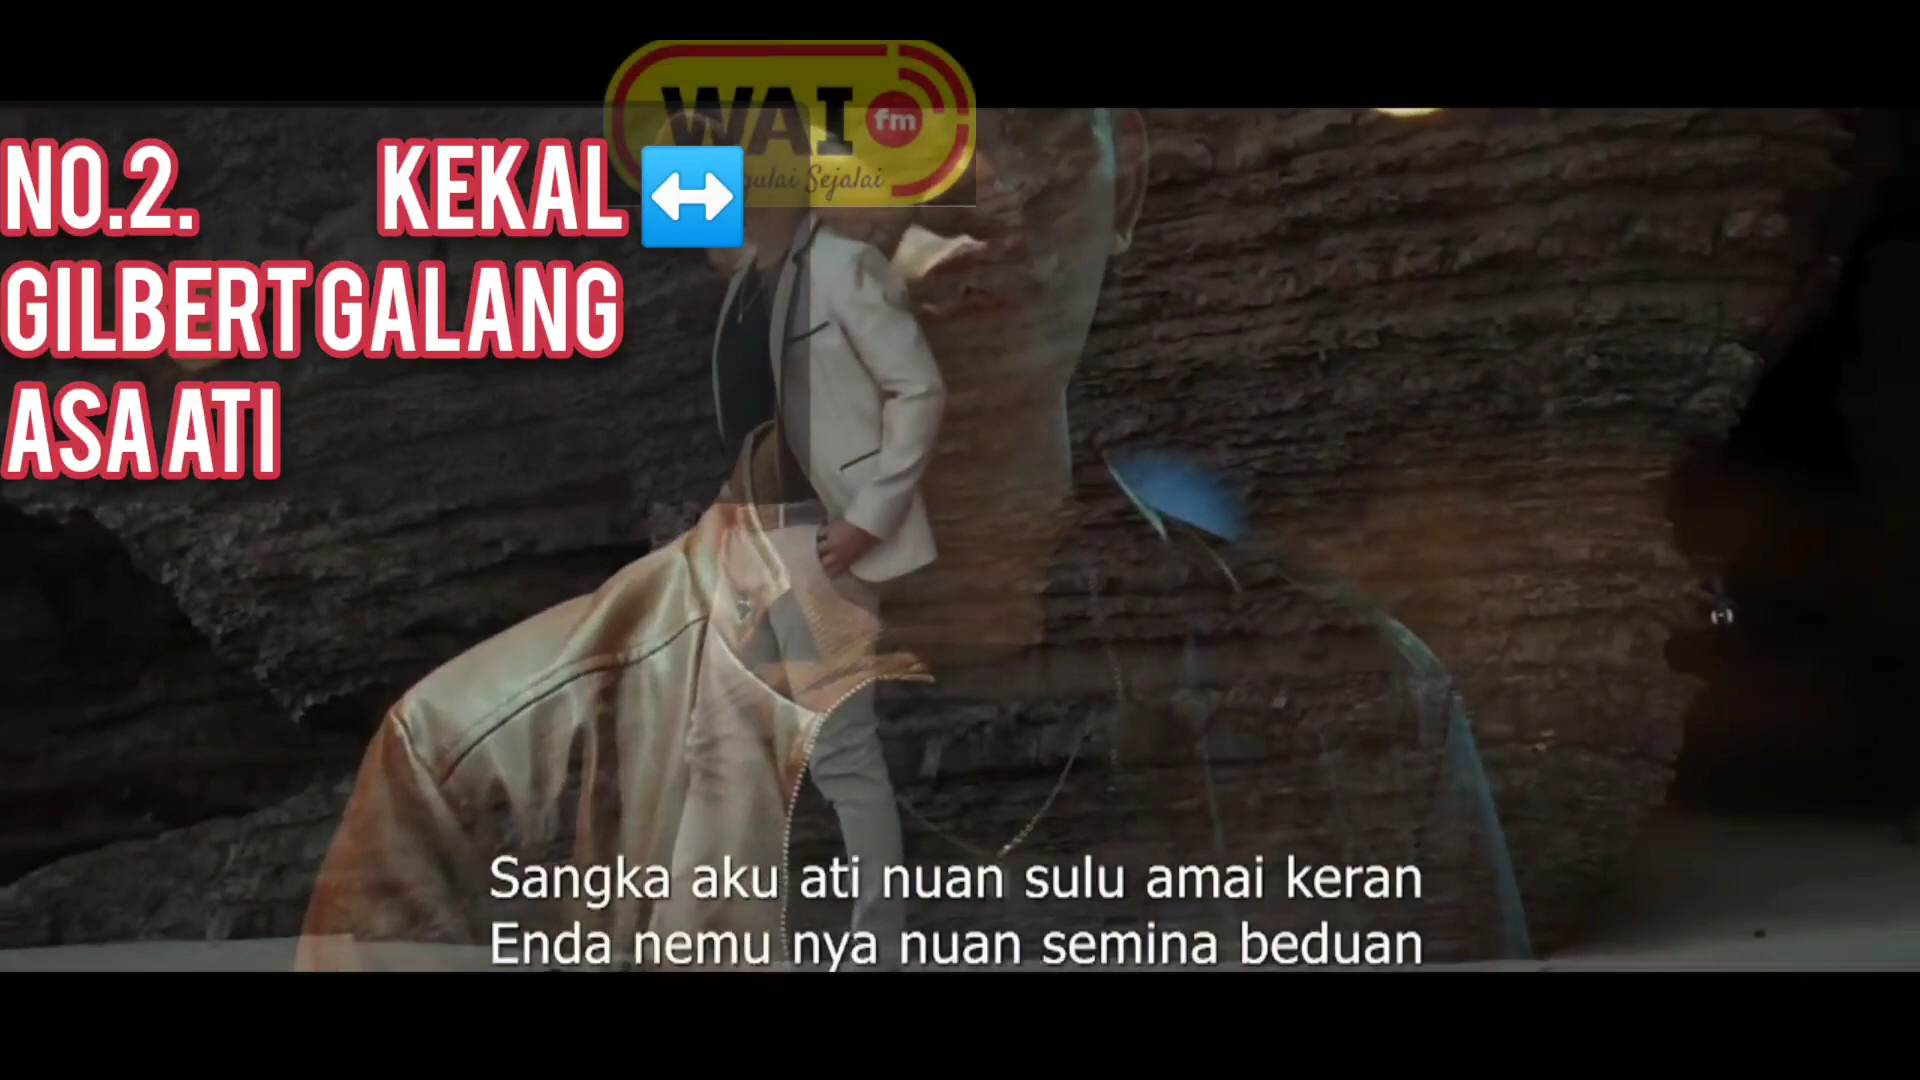 WAI fm
Sejalai
NO.2. KEKAL ↔️
GILBERT GALANG
ASA ATI
Sangka aku ati nuan sulu amai keran
Enda nemu nya nuan semina beduan